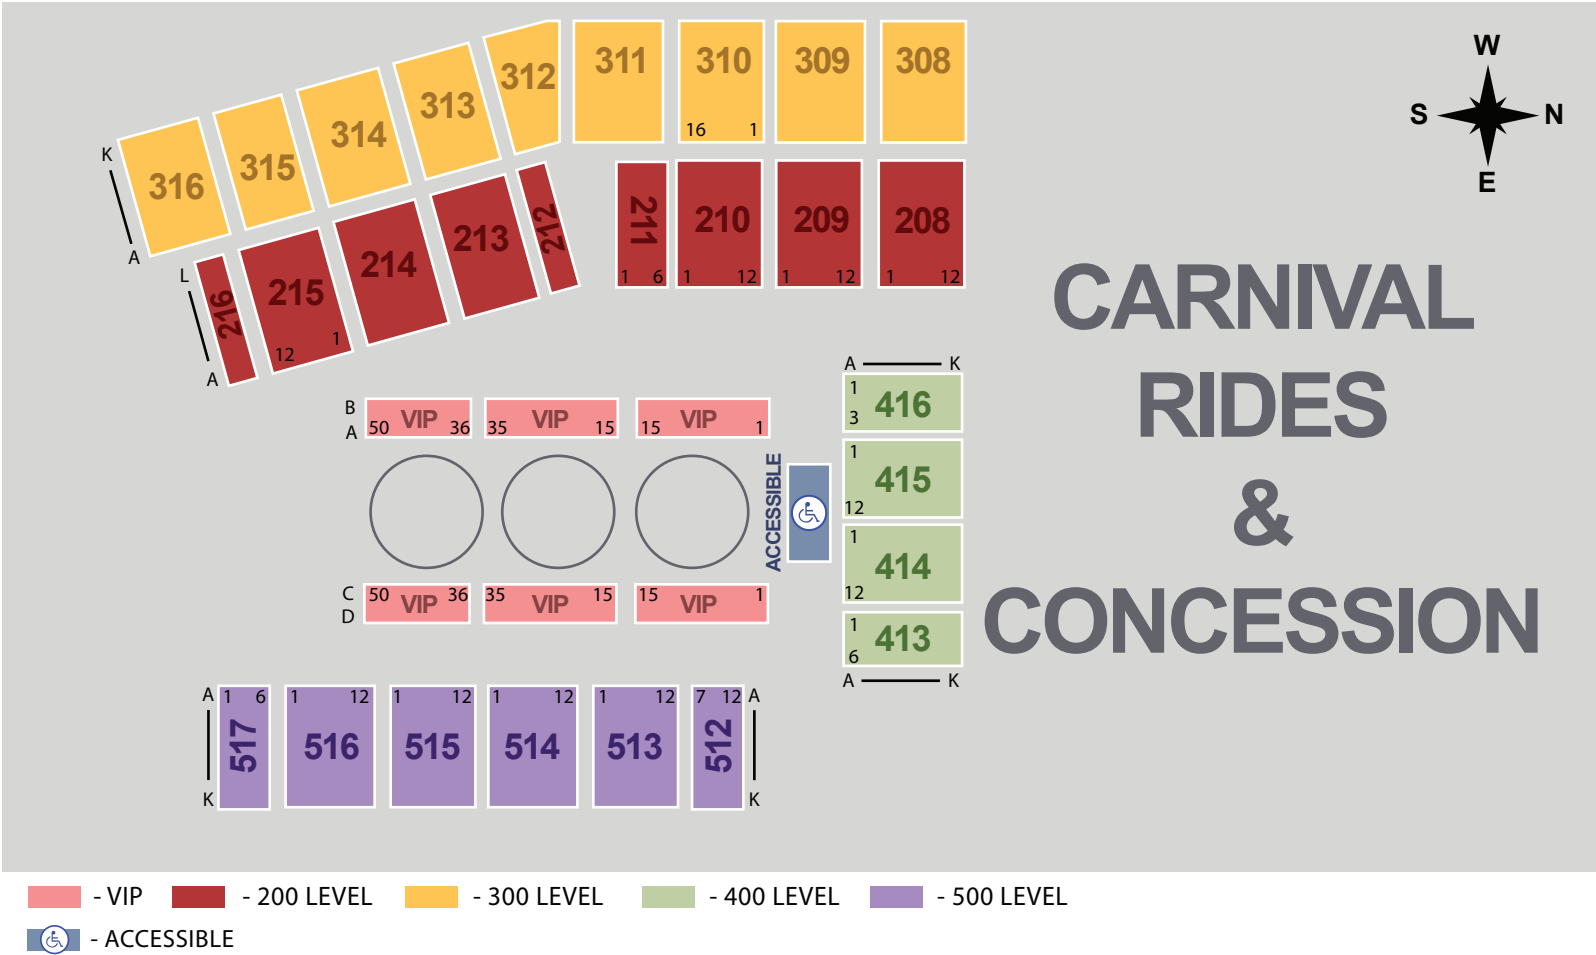 W
S N
E
312 311 310 309 308
313
314
315
316
16 1
K
A
211 210 209 208
212
213
214
215
216
1 6 1 12 1 12 1 12
L
A
12 1
CARNIVAL
RIDES
&
CONCESSION
A K
1
3
416
1
12
415
1
12
414
1
6
413
A K
B
A
50 VIP 36 35 VIP 15 15 VIP 1
ACCESSIBLE
C
D
50 VIP 36 35 VIP 15 15 VIP 1
A 1 6 1 12 1 12 1 12 1 12 7 12 A
517 516 515 514 513 512
K K
- VIP - 200 LEVEL - 300 LEVEL - 400 LEVEL - 500 LEVEL
- ACCESSIBLE